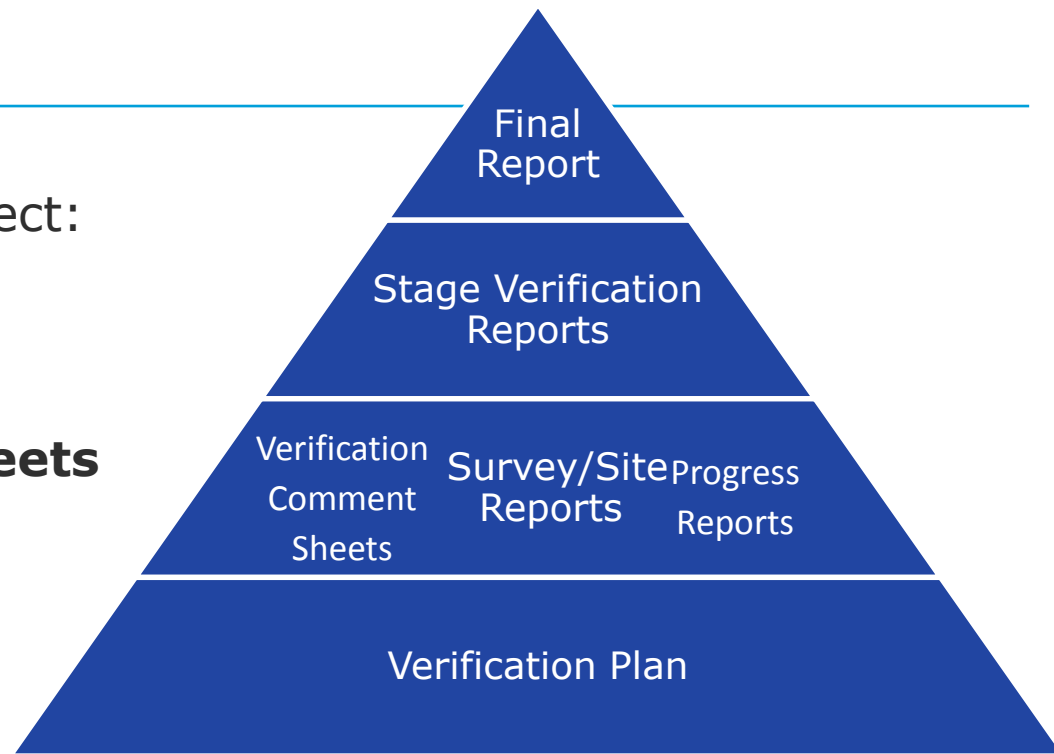 Final
Report
ect:
Stage Verification
Reports
eets
Verification
Comment
Sheets
Survey/Site
Reports
Progress
Reports
Verification Plan